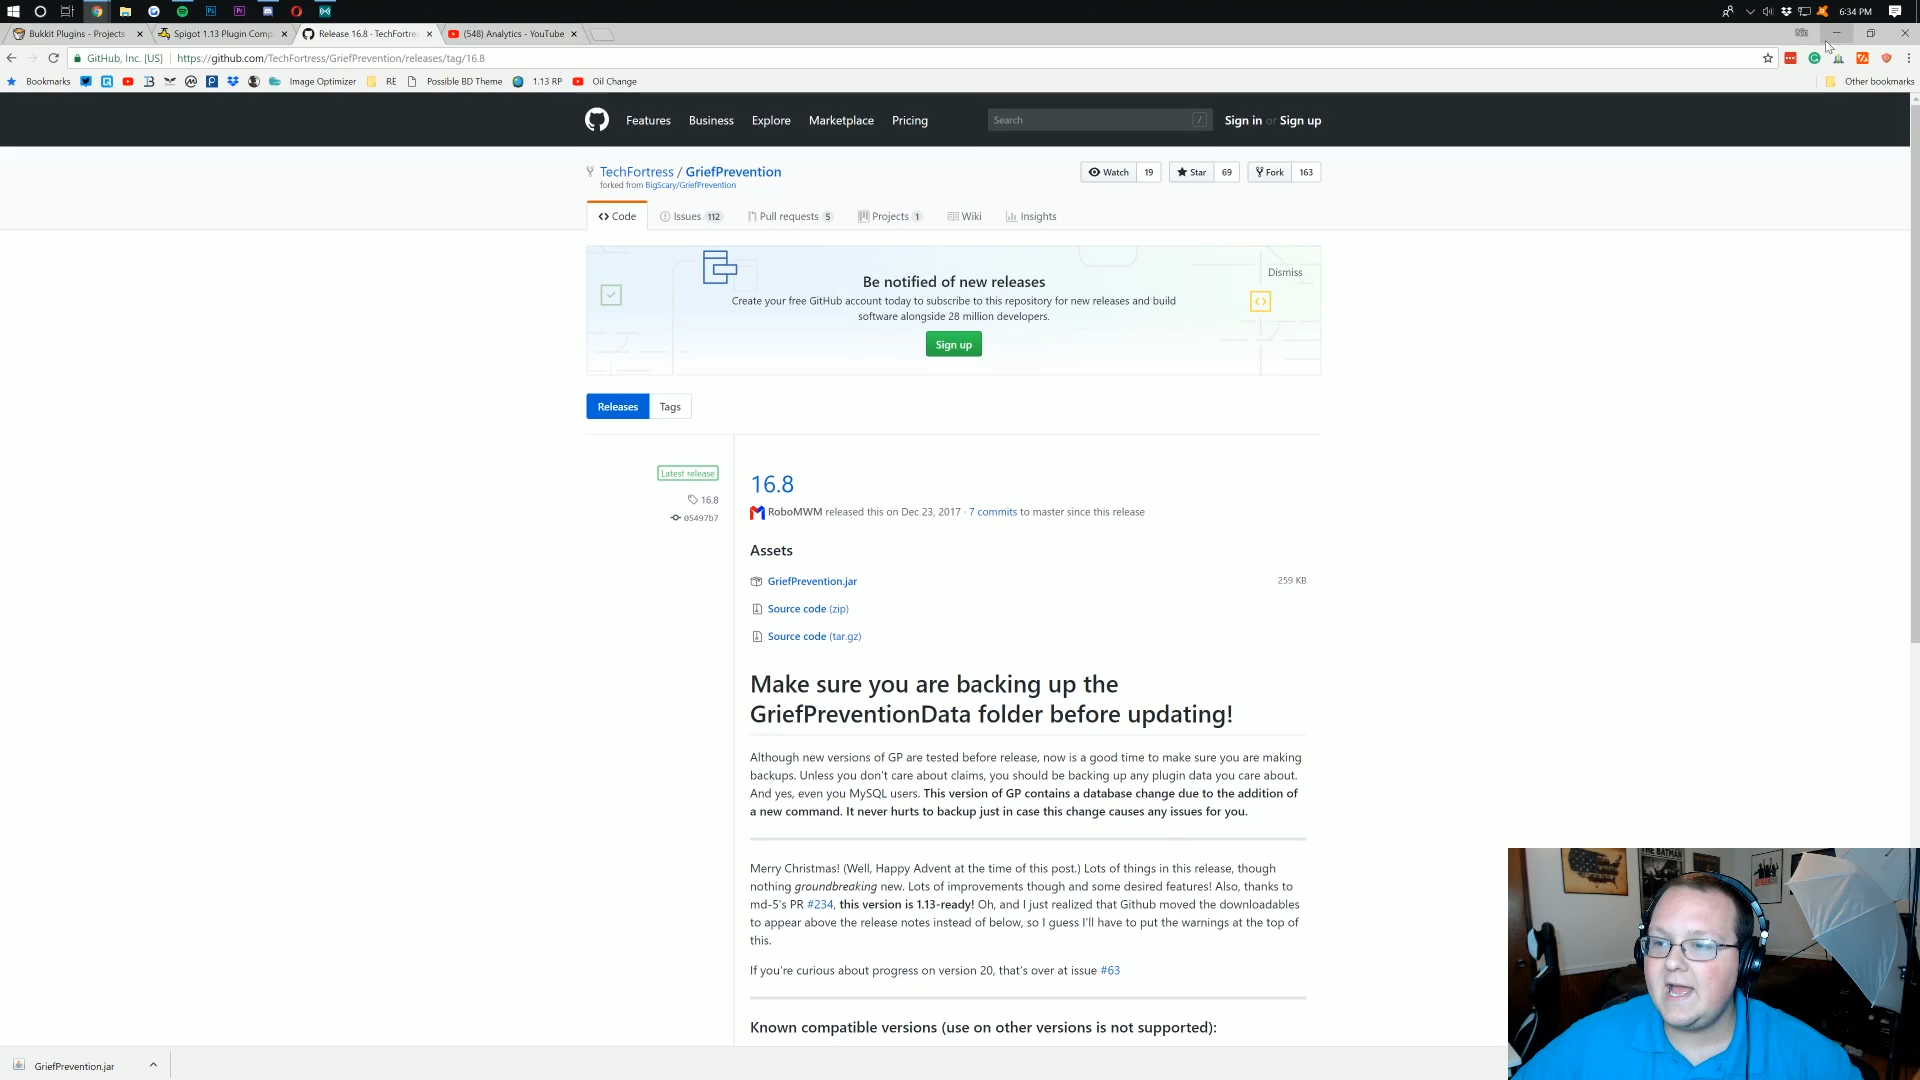 6:34 PM
Bukkit Plugins - Projects
Spigot 1.13 Plugin Comp
Release 16.8 · TechFortre
(548) Analytics - YouTube
GitHub, Inc. [US]
https://github.com/TechFortress/GriefPrevention/releases/tag/16.8
Bookmarks
Image Optimizer
RE
Possible BD Theme
1.13 RP
Oil Change
Other bookmarks
Features
Business
Explore
Marketplace
Pricing
Search
/
Sign in or Sign up
TechFortress / GriefPrevention
forked from BigScary/GriefPrevention
Watch 19
Star 69
Fork 163
<> Code
Issues 112
Pull requests 5
Projects 1
Wiki
Insights
Be notified of new releases
Dismiss
Create your free GitHub account today to subscribe to this repository for new releases and build
software alongside 28 million developers.
Sign up
Releases
Tags
Latest release
16.8
05497b7
16.8
RoboMWM released this on Dec 23, 2017 · 7 commits to master since this release
Assets
GriefPrevention.jar
259 KB
Source code (zip)
Source code (tar.gz)
Make sure you are backing up the
GriefPreventionData folder before updating!
Although new versions of GP are tested before release, now is a good time to make sure you are making
backups. Unless you don't care about claims, you should be backing up any plugin data you care about.
And yes, even you MySQL users. This version of GP contains a database change due to the addition of
a new command. It never hurts to backup just in case this change causes any issues for you.
Merry Christmas! (Well, Happy Advent at the time of this post.) Lots of things in this release, though
nothing groundbreaking new. Lots of improvements though and some desired features! Also, thanks to
md-5's PR #234, this version is 1.13-ready! Oh, and I just realized that Github moved the downloadables
to appear above the release notes instead of below, so I guess I'll have to put the warnings at the top of
this.
If you're curious about progress on version 20, that's over at issue #63
Known compatible versions (use on other versions is not supported):
GriefPrevention.jar